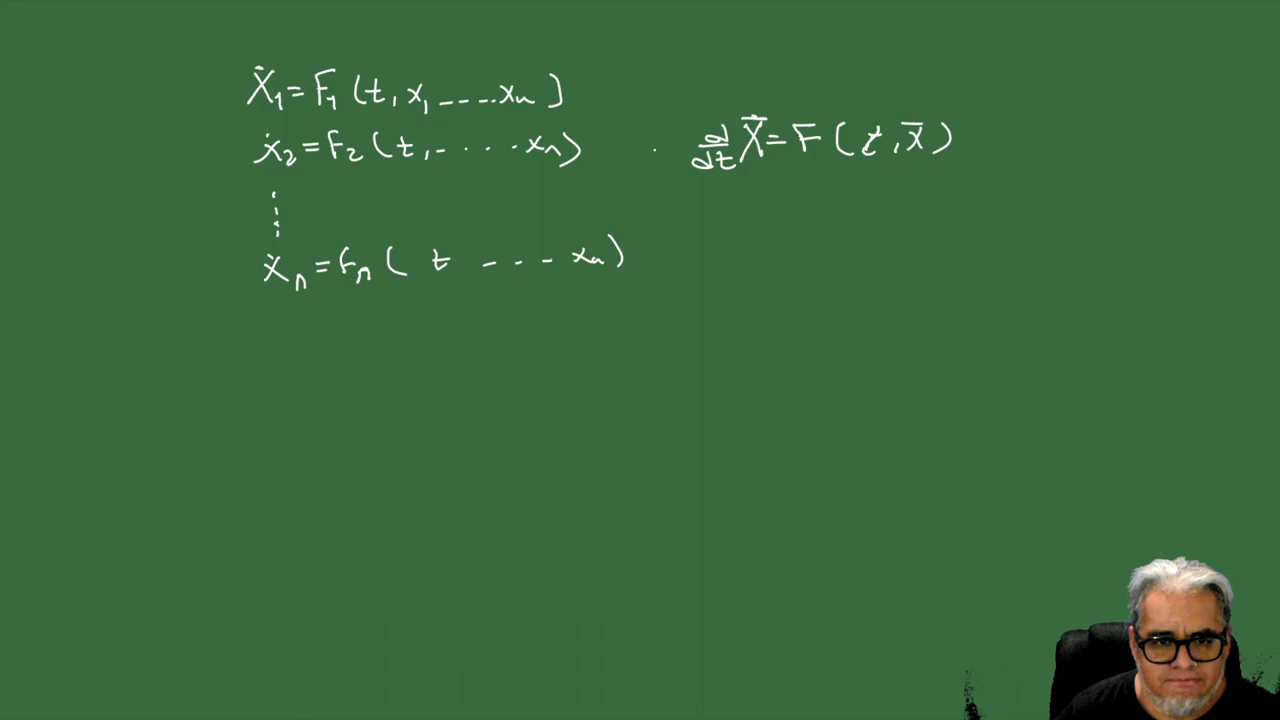 Ẋ₁ = F₁ (t, x₁ ---... xₙ)
ẋ₂ = F₂ (t, - · · · · xₙ)
⋮
ẋₙ = Fₙ ( t - - - - xₙ)
d/dt X̄ = F (t, x̄)